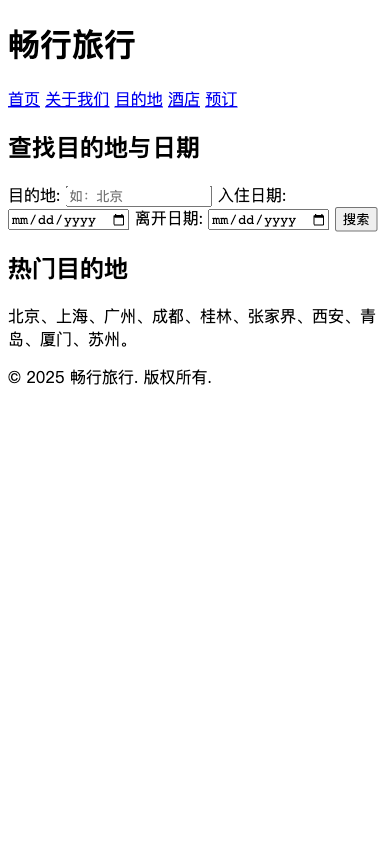 畅行旅行
首页 关于我们 目的地 酒店 预订
查找目的地与日期
目的地: 如：北京 入住日期:
mm/dd/yyyy 离开日期: mm/dd/yyyy 搜索
热门目的地
北京、上海、广州、成都、桂林、张家界、西安、青
岛、厦门、苏州。
© 2025 畅行旅行. 版权所有.